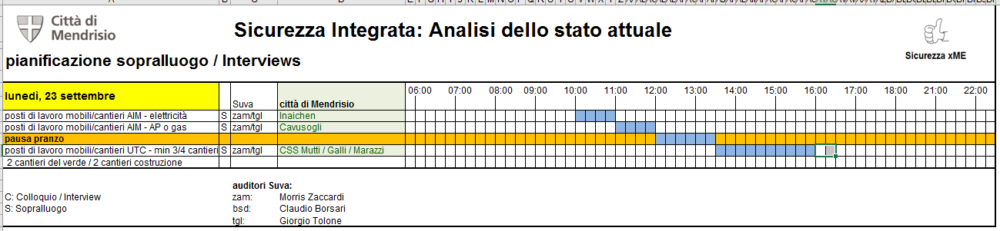 Città di
Mendrisio
Sicurezza Integrata: Analisi dello stato attuale
Sicurezza xME
pianificazione sopralluogo / Interviews
lunedì, 23 settembre Suva città di Mendrisio 06:00 07:00 08:00 09:00 10:00 11:00 12:00 13:00 14:00 15:00 16:00 17:00 18:00 19:00 20:00
posti di lavoro mobili/cantieri AIM - elettricità S zam/tgl Inaichen
posti di lavoro mobili/cantieri AIM - AP o gas S zam/tgl Cavusogli
pausa pranzo
posti di lavoro mobili/cantieri UTC - min 3/4 cantieri S zam/tgl CSS Mutti / Galli / Marazzi
2 cantieri del verde / 2 cantieri costruzione
auditori Suva:
C: Colloquio / Interview zam: Morris Zaccardi
S: Sopralluogo bsd: Claudio Borsari
tgl: Giorgio Tolone